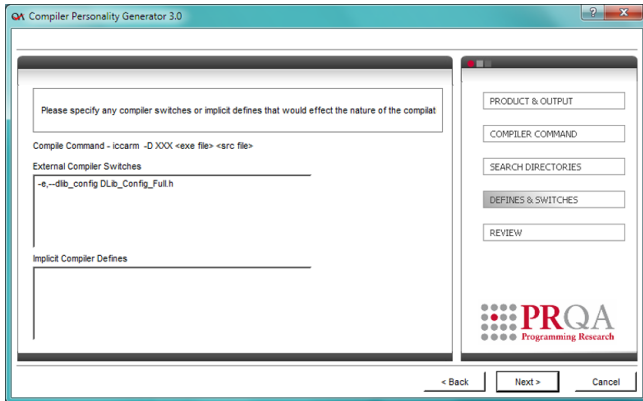 QA Compiler Personality Generator 3.0
Please specify any compiler switches or implicit defines that would effect the nature of the compilat
Compile Command - iccarm -D XXX <exe file> <src file>
External Compiler Switches
-e,--dlib_config DLib_Config_Full.h
Implicit Compiler Defines
PRODUCT & OUTPUT
COMPILER COMMAND
SEARCH DIRECTORIES
DEFINES & SWITCHES
REVIEW
PRQA
Programming Research
< Back
Next >
Cancel